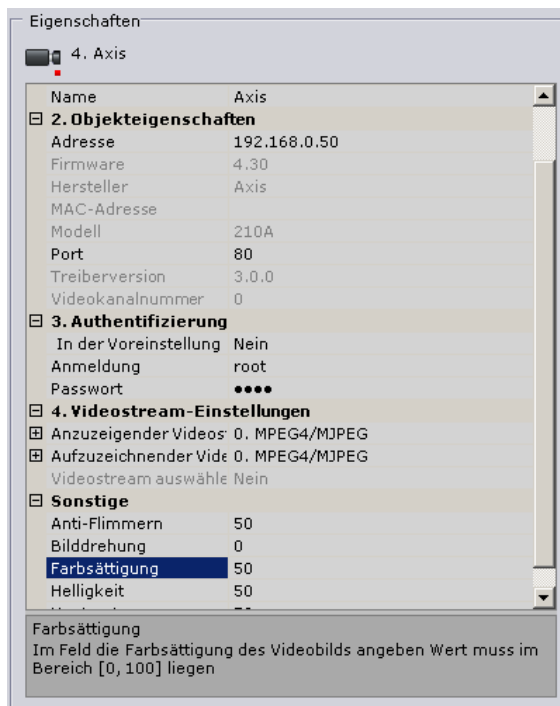 Eigenschaften
4. Axis
Name Axis
2. Objekteigenschaften
Adresse 192.168.0.50
Firmware 4.30
Hersteller Axis
MAC-Adresse
Modell 210A
Port 80
Treiberversion 3.0.0
Videokanalnummer 0
3. Authentifizierung
In der Voreinstellung Nein
Anmeldung root
Passwort ●●●●
4. Videostream-Einstellungen
Anzuzeigender Videos 0. MPEG4/MJPEG
Aufzuzeichnender Vide 0. MPEG4/MJPEG
Videostream auswähle Nein
Sonstige
Anti-Flimmern 50
Bilddrehung 0
Farbsättigung 50
Helligkeit 50
Farbsättigung
Im Feld die Farbsättigung des Videobilds angeben Wert muss im
Bereich [0, 100] liegen